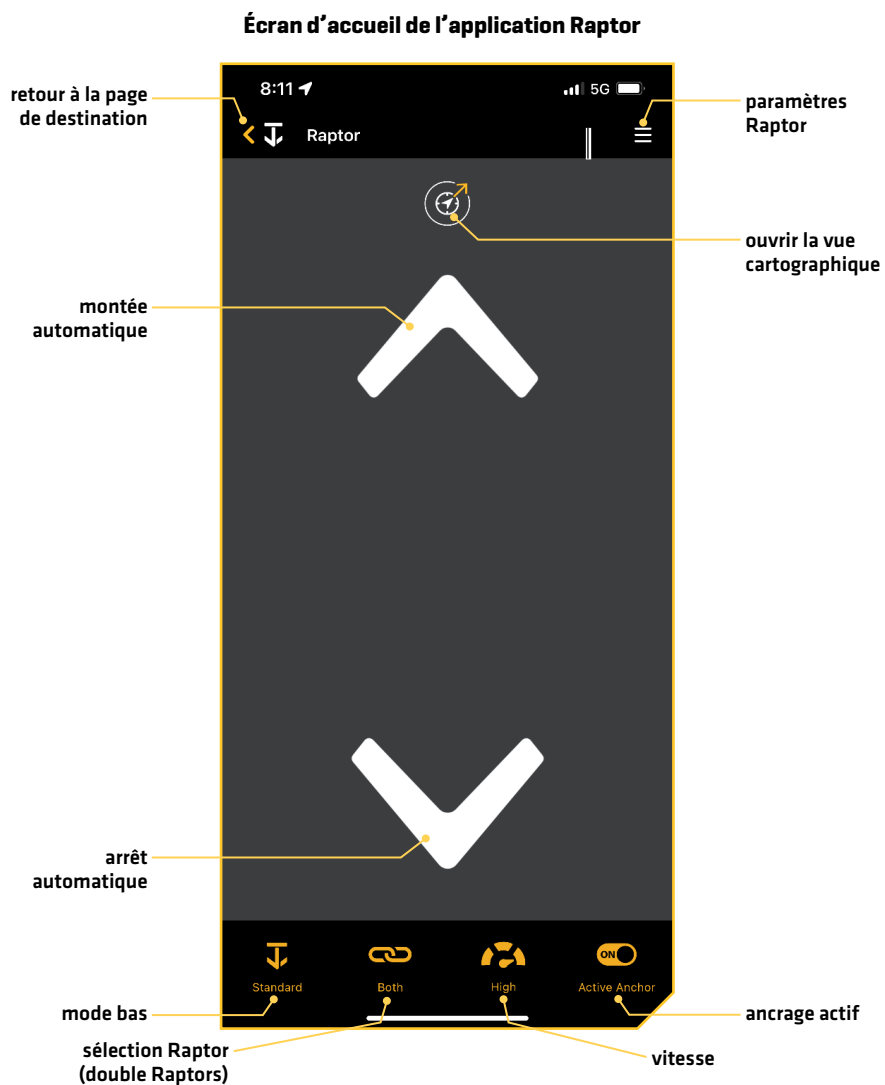 Écran d'accueil de l'application Raptor
8:11
5G
retour à la page
de destination
Raptor
paramètres
Raptor
ouvrir la vue
cartographique
montée
automatique
arrêt
automatique
ON
Standard
Both
High
Active Anchor
mode bas
ancrage actif
sélection Raptor
(double Raptors)
vitesse